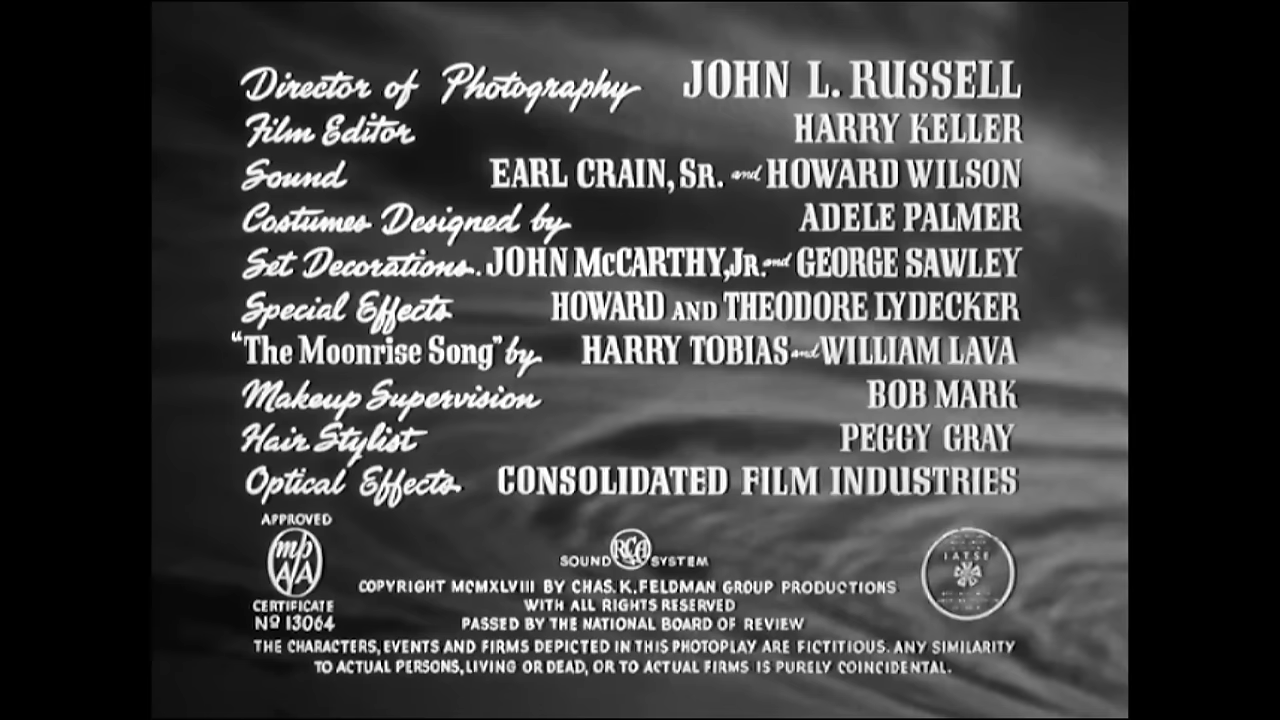 Director of Photography JOHN L. RUSSELL
Film Editor HARRY KELLER
Sound EARL CRAIN, SR. and HOWARD WILSON
Costumes Designed by ADELE PALMER
Set Decorations. JOHN McCARTHY, JR. and GEORGE SAWLEY
Special Effects HOWARD AND THEODORE LYDECKER
"The Moonrise Song" by HARRY TOBIAS and WILLIAM LAVA
Makeup Supervision BOB MARK
Hair Stylist PEGGY GRAY
Optical Effects CONSOLIDATED FILM INDUSTRIES
APPROVED
MPAA
CERTIFICATE
Nº 13064
SOUND RCA SYSTEM
COPYRIGHT MCMXLVIII BY CHAS. K. FELDMAN GROUP PRODUCTIONS
WITH ALL RIGHTS RESERVED
PASSED BY THE NATIONAL BOARD OF REVIEW
IATSE
THE CHARACTERS, EVENTS AND FIRMS DEPICTED IN THIS PHOTOPLAY ARE FICTITIOUS. ANY SIMILARITY
TO ACTUAL PERSONS, LIVING OR DEAD, OR TO ACTUAL FIRMS IS PURELY COINCIDENTAL.